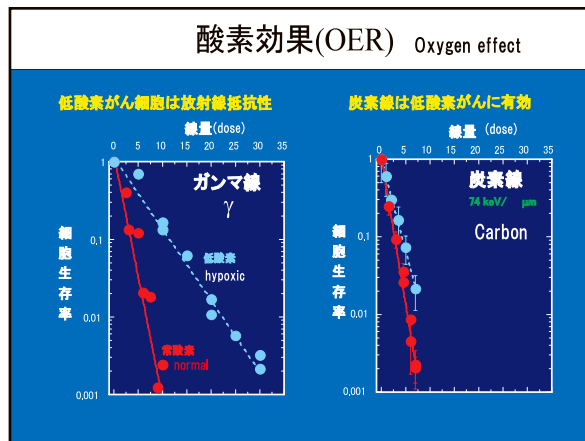 酸素効果(OER) Oxygen effect
低酸素がん細胞は放射線抵抗性
線量(dose)
0 5 10 15 20 25 30 35
1
0,1
0.01
0,001
細胞生存率
ガンマ線
γ
低酸素
hypoxic
常酸素
normal
炭素線は低酸素がんに有効
線量 (dose)
0 5 10 15 20 25 30 35
1
0,1
0.01
0,001
細胞生存率
炭素線
74 keV/ μm
Carbon